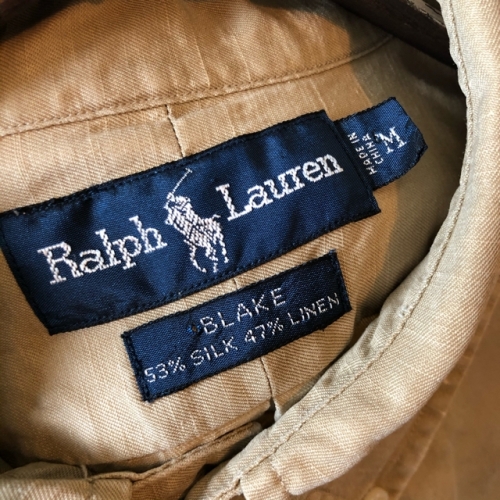 Ralph Lauren
MADE IN
CHINA
M
BLAKE
53% SILK 47% LINEN